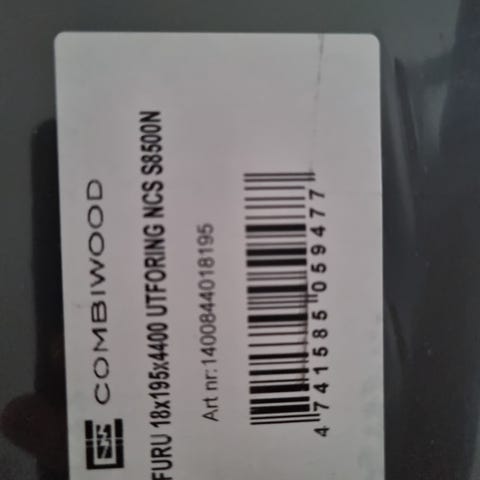 COMBIWOOD
FURU 18x195x4400 UTFORING NCS S8500N
Art nr:1400844018195
4 741585 059477